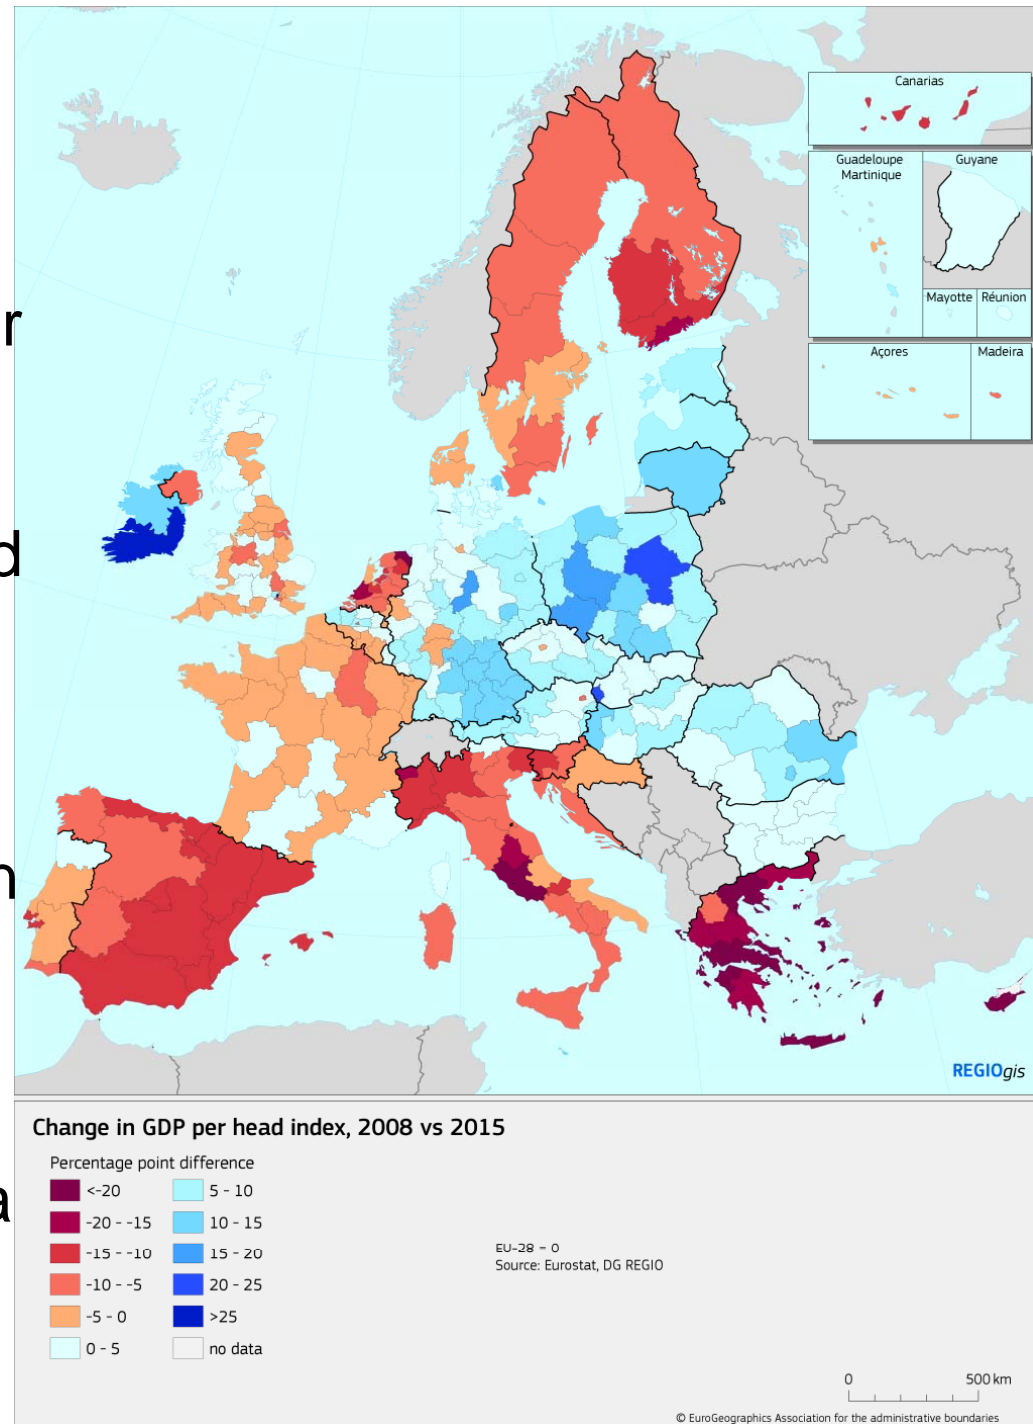 Canarias
Guadeloupe
Martinique
Guyane
Mayotte
Réunion
Açores
Madeira
r
d
n
a
REGIOgis
Change in GDP per head index, 2008 vs 2015
Percentage point difference
<-20
-20 - -15
-15 - -10
-10 - -5
-5 - 0
0 - 5
5 - 10
10 - 15
15 - 20
20 - 25
>25
no data
EU-28 = 0
Source: Eurostat, DG REGIO
0 500 km
© EuroGeographics Association for the administrative boundaries